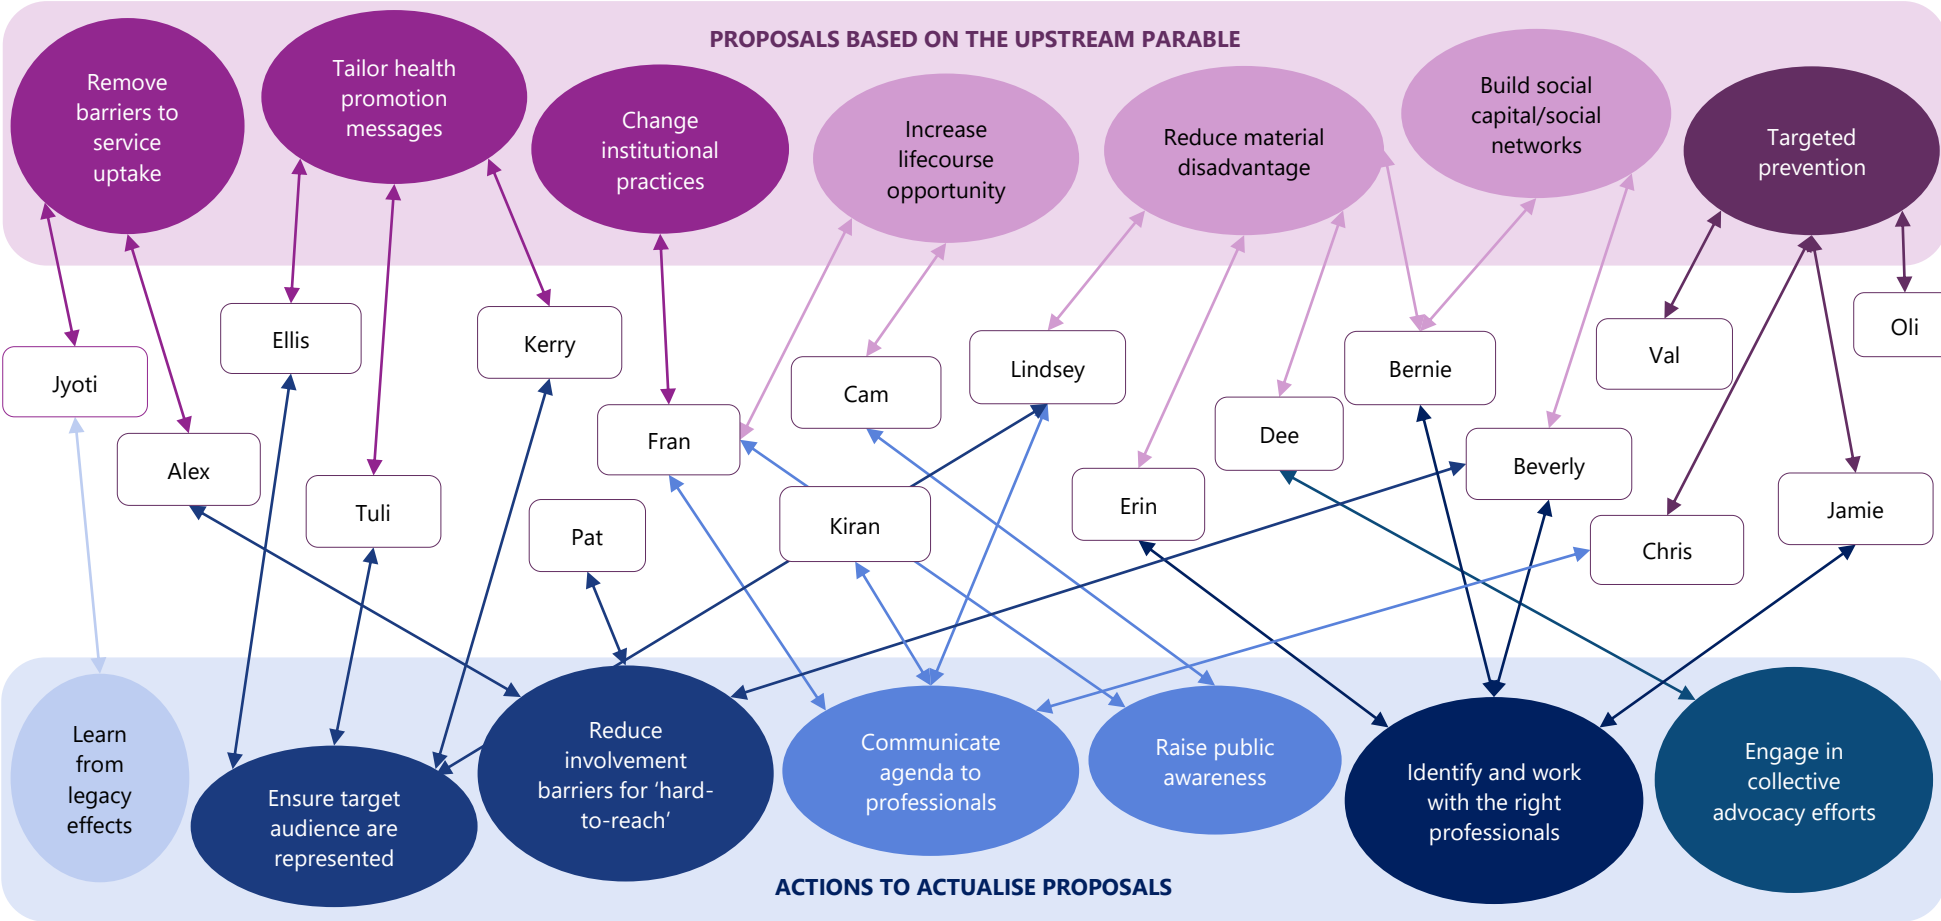 PROPOSALS BASED ON THE UPSTREAM PARABLE
Remove
barriers to
service
uptake
Tailor health
promotion
messages
Change
institutional
practices
Increase
lifecourse
opportunity
Reduce material
disadvantage
Build social
capital/social
networks
Targeted
prevention
Jyoti
Alex
Ellis
Tuli
Kerry
Pat
Fran
Cam
Kiran
Lindsey
Erin
Dee
Bernie
Beverly
Val
Chris
Jamie
Oli
Learn
from
legacy
effects
Ensure target
audience are
represented
Reduce
involvement
barriers for ‘hard-
to-reach’
Communicate
agenda to
professionals
Raise public
awareness
Identify and work
with the right
professionals
Engage in
collective
advocacy efforts
ACTIONS TO ACTUALISE PROPOSALS